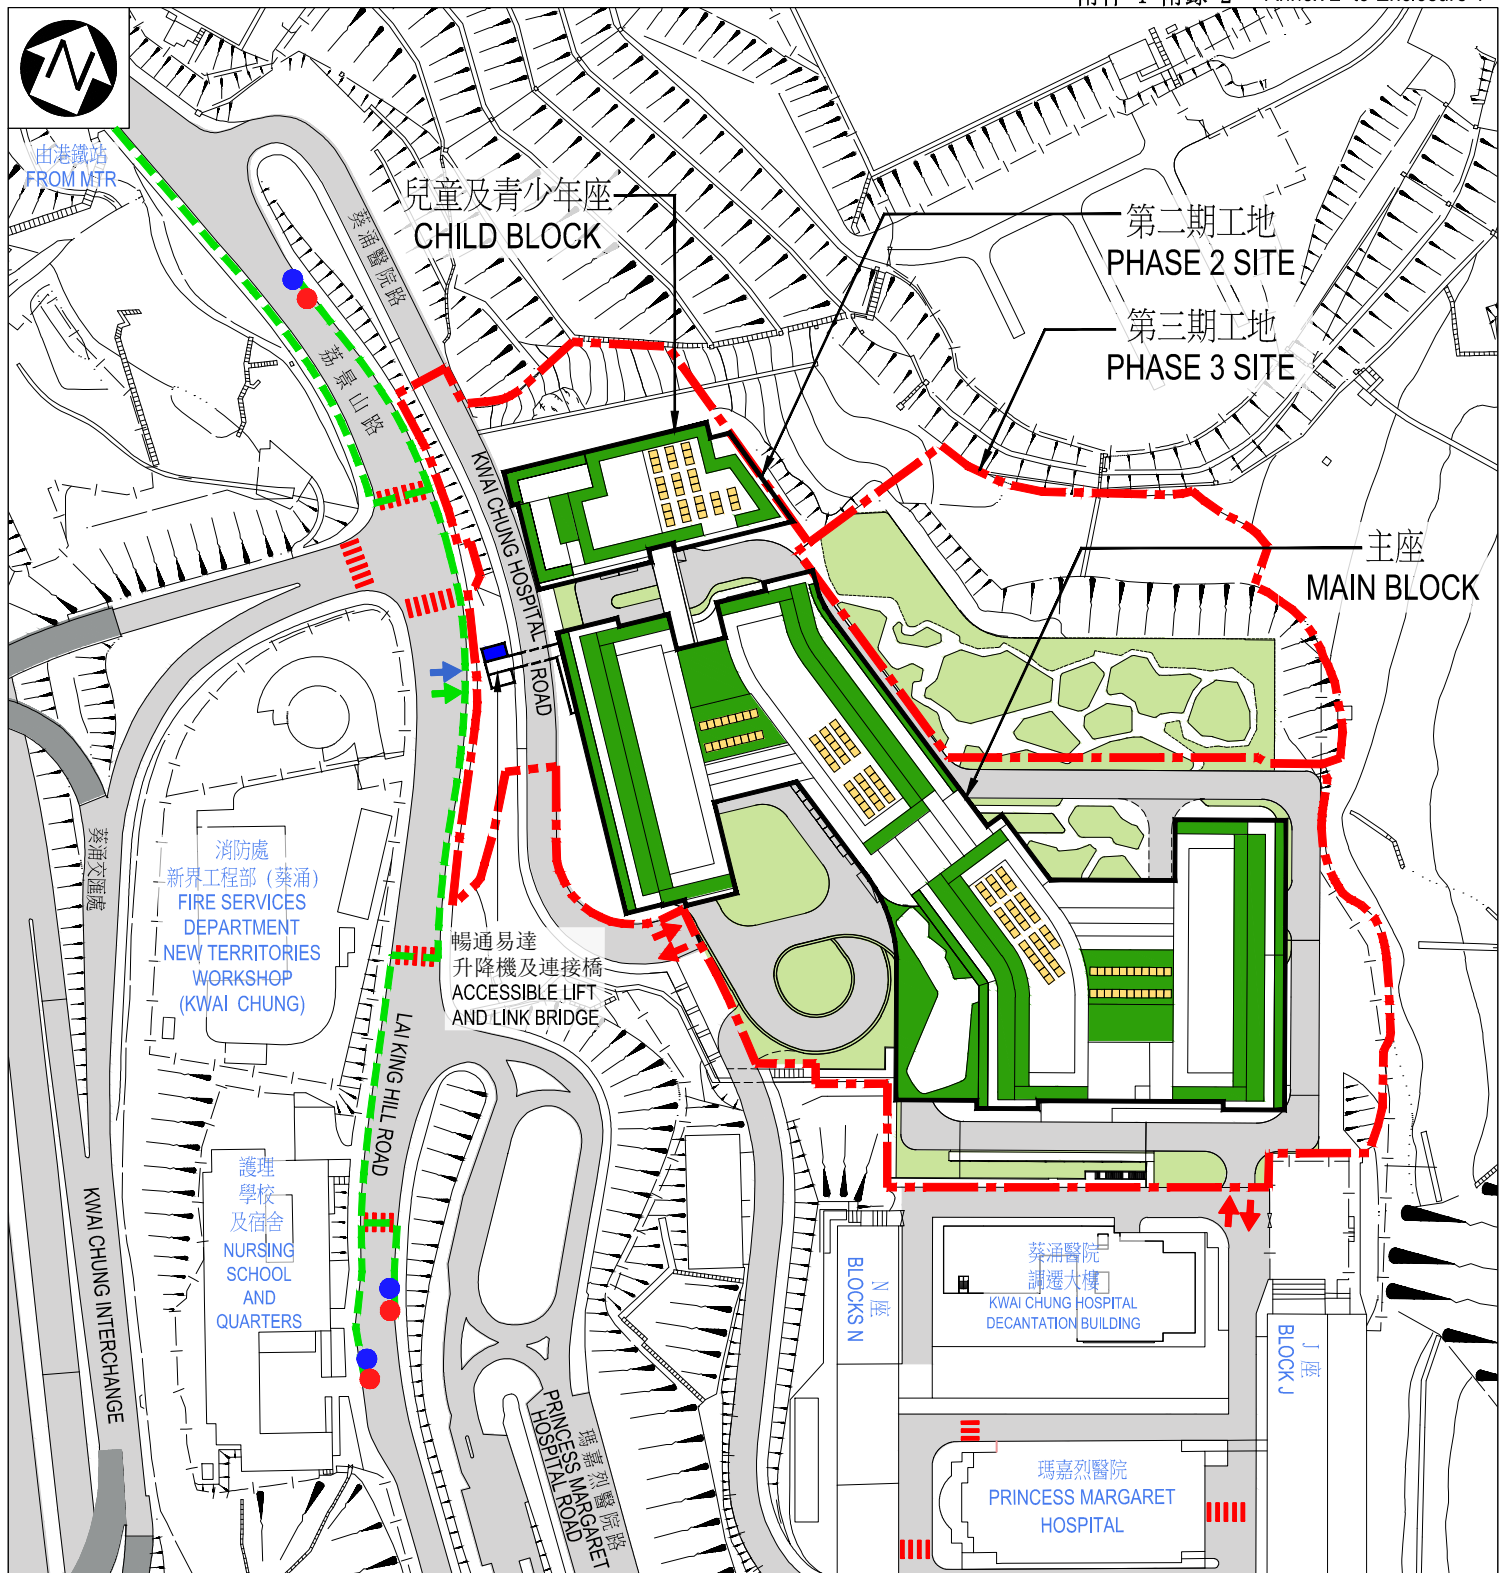 由港鐵站
FROM MTR
葵涌醫院路
兒童及青少年座
CHILD BLOCK
第二期工地
PHASE 2 SITE
第三期工地
PHASE 3 SITE
荔景山路
KWAI CHUNG HOSPITAL ROAD
主座
MAIN BLOCK
葵涌交匯處
消防處
新界工程部 (葵涌)
FIRE SERVICES
DEPARTMENT
NEW TERRITORIES
WORKSHOP
(KWAI CHUNG)
暢通易達
升降機及連接橋
ACCESSIBLE LIFT
AND LINK BRIDGE
LAI KING HILL ROAD
護理
學校
及宿舍
NURSING
SCHOOL
AND
QUARTERS
KWAI CHUNG INTERCHANGE
N 座
BLOCKS N
葵涌醫院
調遷大樓
KWAI CHUNG HOSPITAL
DECANTATION BUILDING
J 座
BLOCK J
瑪嘉烈醫院路
PRINCESS MARGARET
HOSPITAL ROAD
瑪嘉烈醫院
PRINCESS MARGARET
HOSPITAL